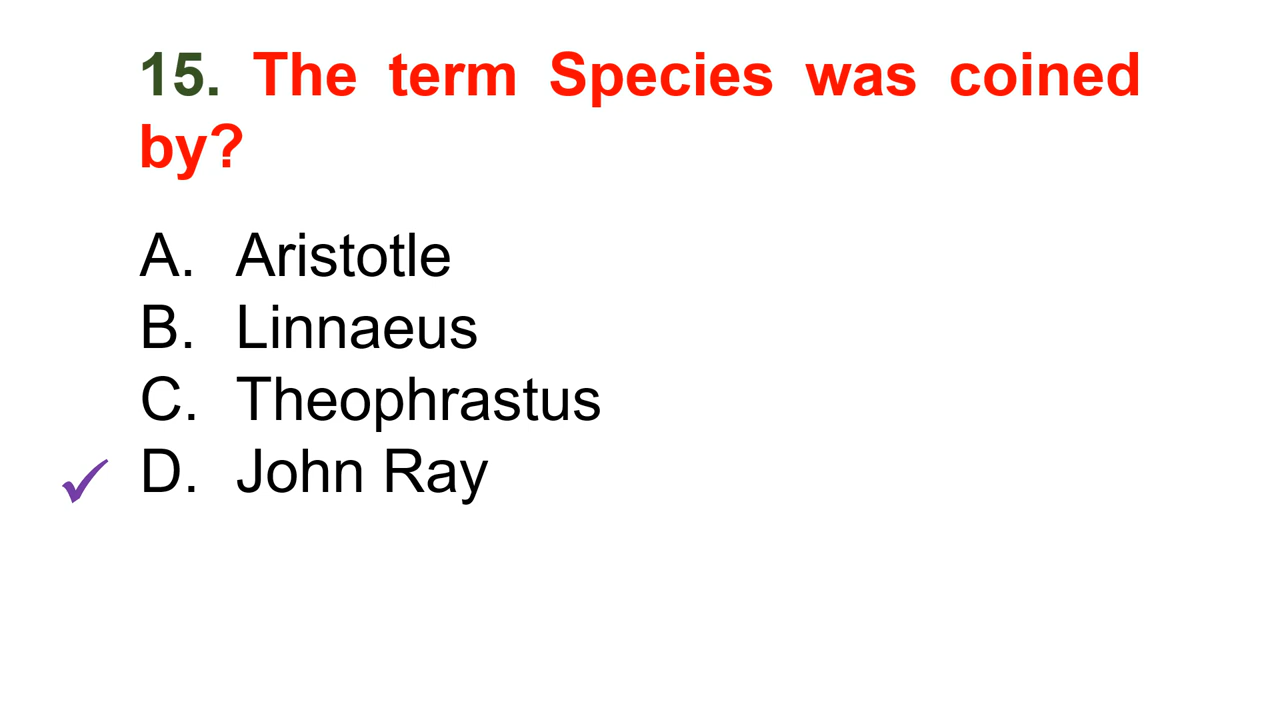 15. The term Species was coined
by?
A. Aristotle
B. Linnaeus
C. Theophrastus
D. John Ray